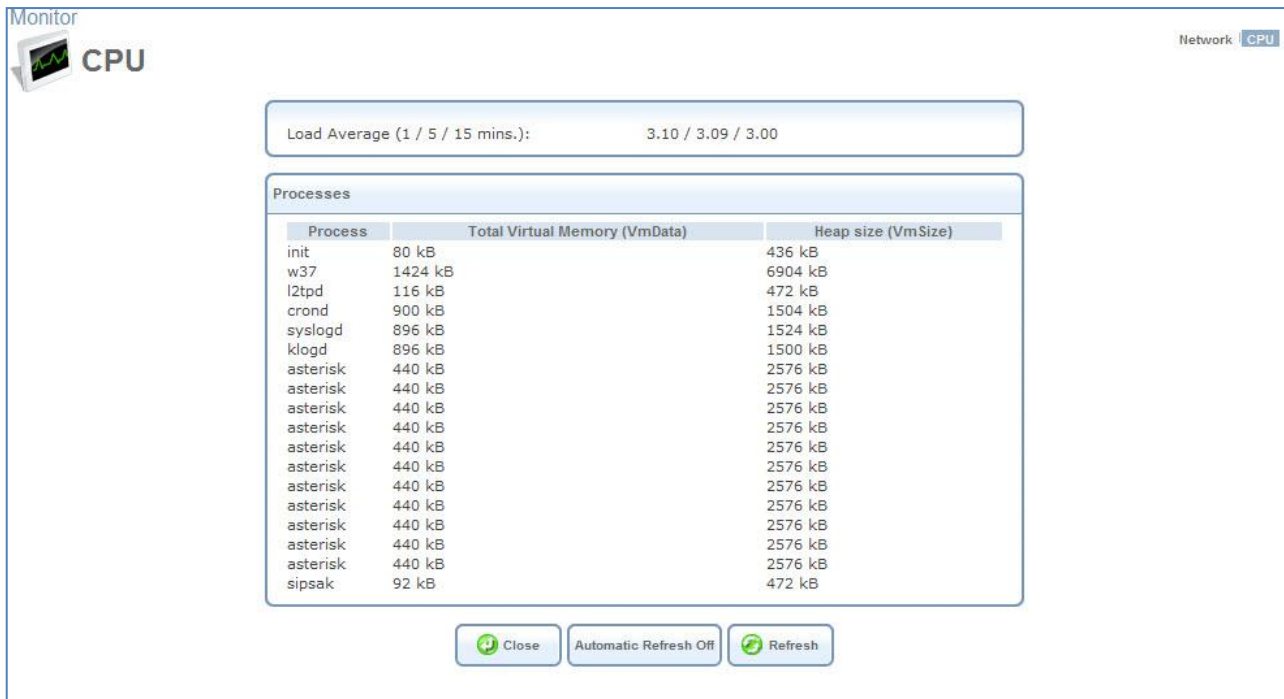 Monitor
CPU
Network CPU
Load Average (1 / 5 / 15 mins.): 3.10 / 3.09 / 3.00
Processes
Process Total Virtual Memory (VmData) Heap size (VmSize)
init 80 kB 436 kB
w37 1424 kB 6904 kB
l2tpd 116 kB 472 kB
crond 900 kB 1504 kB
syslogd 896 kB 1524 kB
klogd 896 kB 1500 kB
asterisk 440 kB 2576 kB
asterisk 440 kB 2576 kB
asterisk 440 kB 2576 kB
asterisk 440 kB 2576 kB
asterisk 440 kB 2576 kB
asterisk 440 kB 2576 kB
asterisk 440 kB 2576 kB
asterisk 440 kB 2576 kB
asterisk 440 kB 2576 kB
asterisk 440 kB 2576 kB
asterisk 440 kB 2576 kB
sipsak 92 kB 472 kB
Close Automatic Refresh Off Refresh